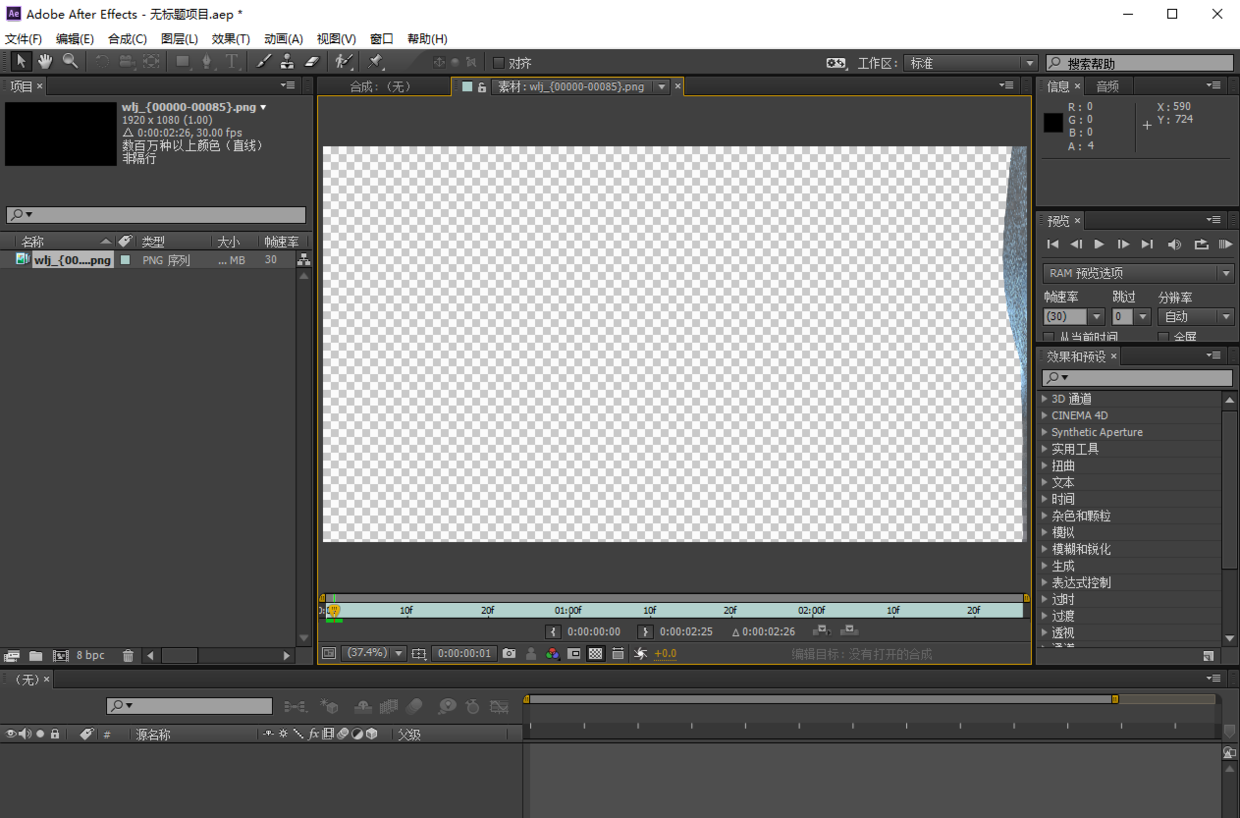 Ae Adobe After Effects - 无标题项目.aep *
文件(F) 编辑(E) 合成(C) 图层(L) 效果(T) 动画(A) 视图(V) 窗口 帮助(H)
对齐 工作区: 标准 搜索帮助
项目 ×
wlj_{00000-00085}.png
1920 x 1080 (1.00)
Δ 0:00:02:26, 30.00 fps
数百万种以上颜色（直线）
非隔行
名称 类型 大小 帧速率
wlj_{00....png PNG 序列 ... MB 30
8 bpc
合成:（无） 素材: wlj_{00000-00085}.png ×
10f 20f 01:00f 10f 20f 02:00f 10f 20f
0:00:00:00 0:00:02:25 Δ 0:00:02:26
(37.4%) 0:00:00:01 +0.0 编辑目标: 没有打开的合成
信息 × 音频
R: 0 X: 590
G: 0 Y: 724
B: 0
A: 4
预览 ×
RAM 预览选项
帧速率 跳过 分辨率
(30) 0 自动
从当前时间 全屏
效果和预设 ×
3D 通道
CINEMA 4D
Synthetic Aperture
实用工具
扭曲
文本
时间
杂色和颗粒
模拟
模糊和锐化
生成
表达式控制
过时
过渡
透视
通道
（无） ×
# 源名称 fx 父级